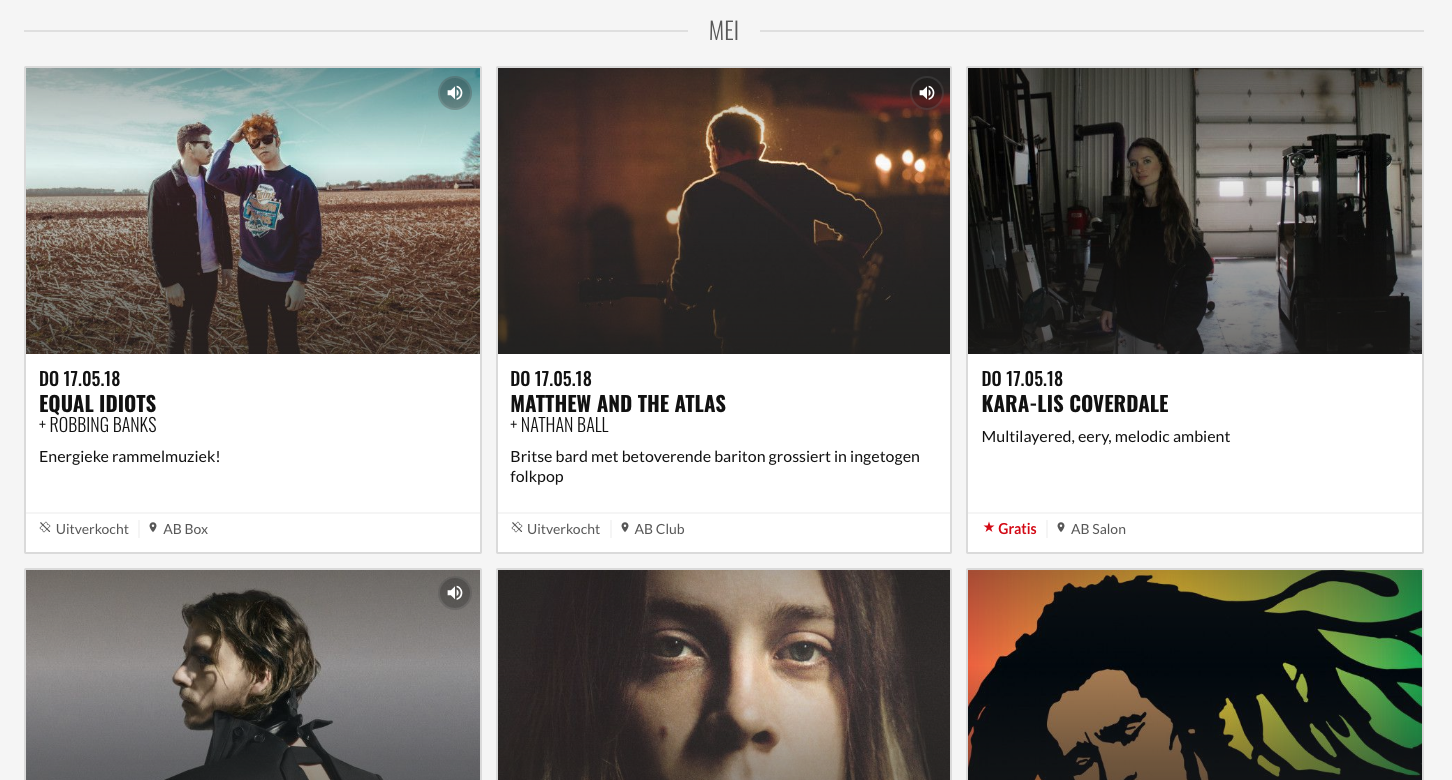 MEI
DO 17.05.18
EQUAL IDIOTS
+ ROBBING BANKS
Energieke rammelmuziek!
Uitverkocht
AB Box
DO 17.05.18
MATTHEW AND THE ATLAS
+ NATHAN BALL
Britse bard met betoverende bariton grossiert in ingetogen
folkpop
Uitverkocht
AB Club
DO 17.05.18
KARA-LIS COVERDALE
Multilayered, eery, melodic ambient
Gratis
AB Salon